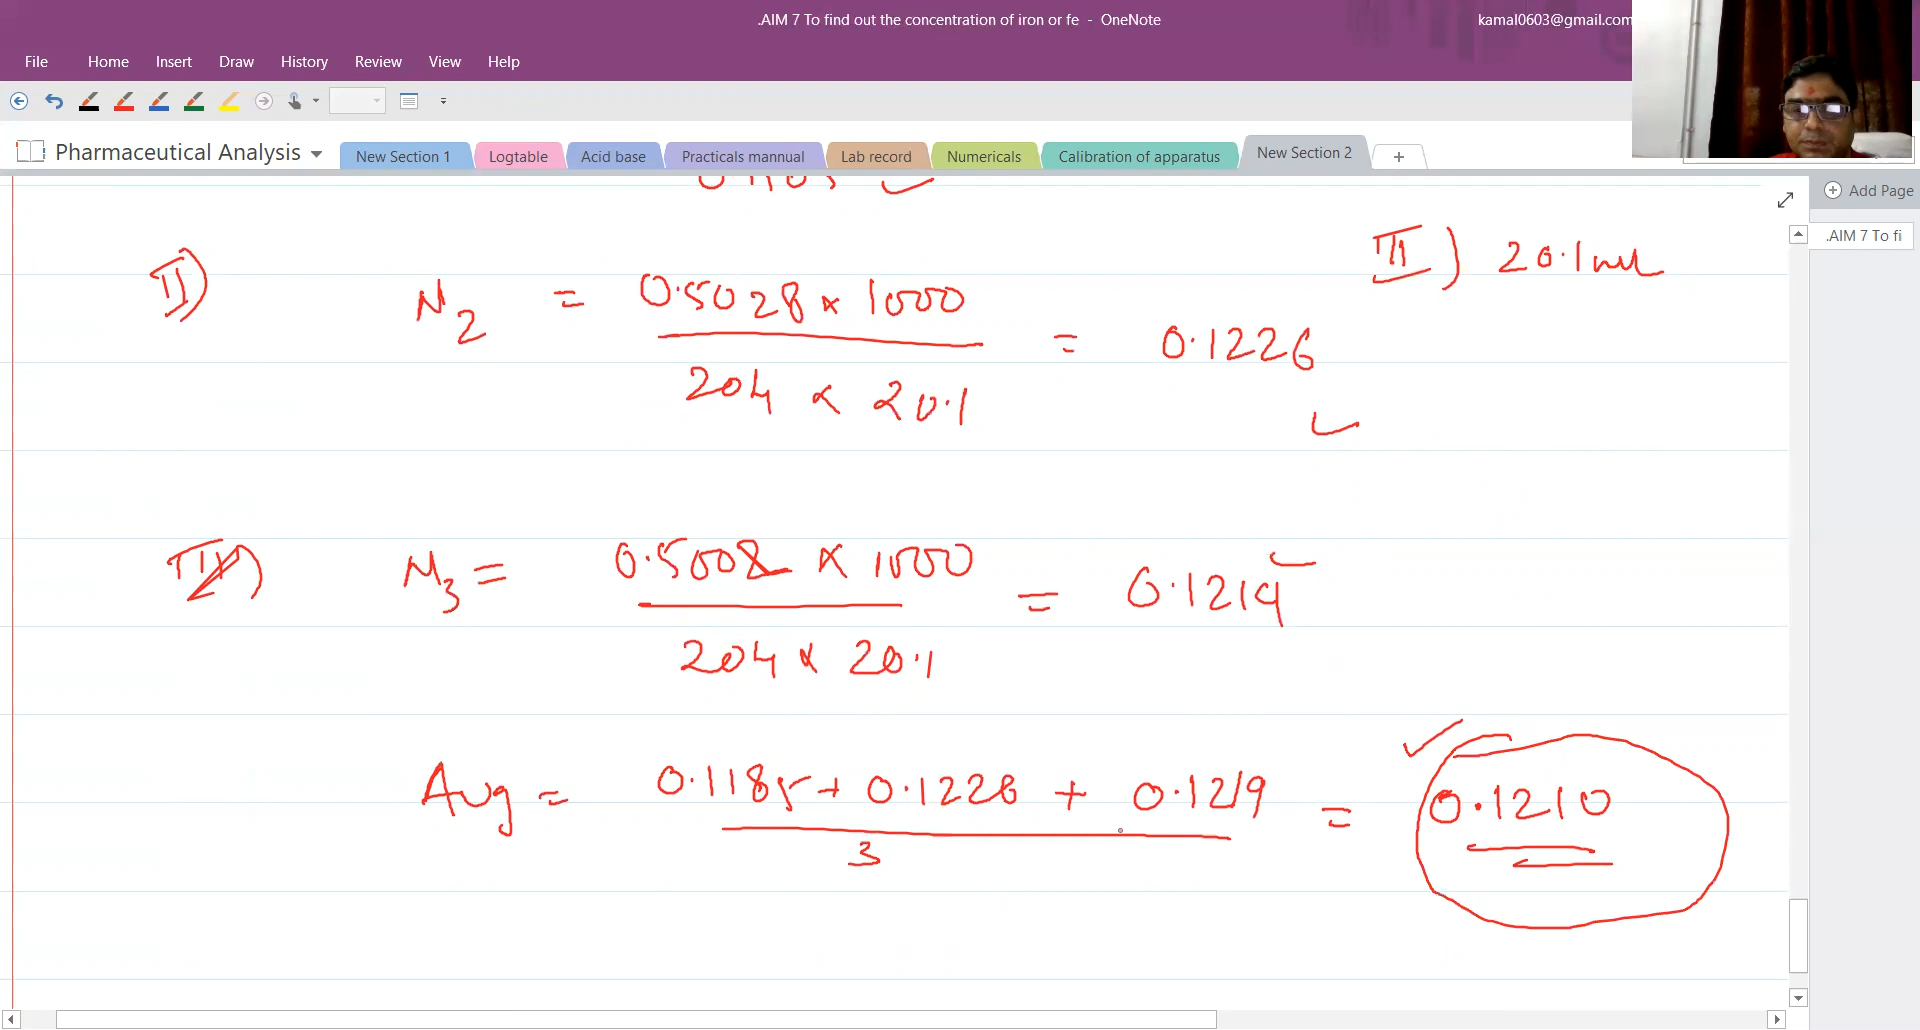 .AIM 7 To find out the concentration of iron or fe - OneNote
kamal0603@gmail.com
File Home Insert Draw History Review View Help
Pharmaceutical Analysis
New Section 1 Logtable Acid base Practicals mannual Lab record Numericals Calibration of apparatus New Section 2 +
Add Page
.AIM 7 To fi
III) 20.1 ml
II) N2 = 0.5028 × 1000
= 0.1226
204 × 20.1
III) N3 = 0.5002 × 1000
= 0.1219
204 × 20.1
Avg = 0.1185 + 0.1226 + 0.1219 = 0.1210
3